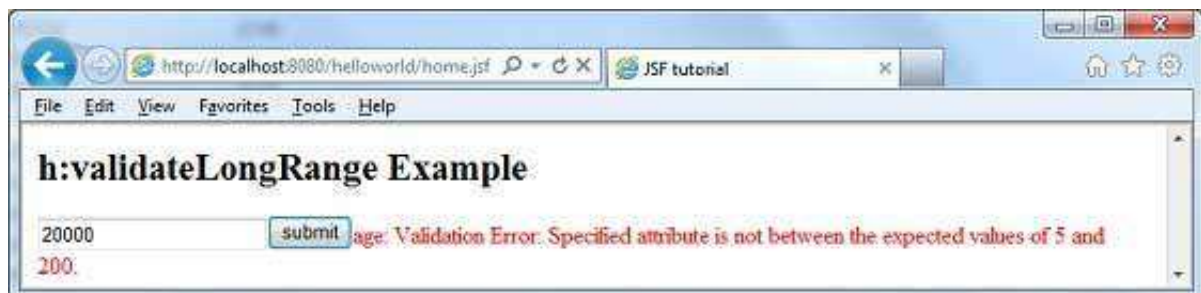 http://localhost:8080/helloworld/home.jsf
JSF tutorial
File Edit View Favorites Tools Help
h:validateLongRange Example
20000
submit
age: Validation Error: Specified attribute is not between the expected values of 5 and
200.